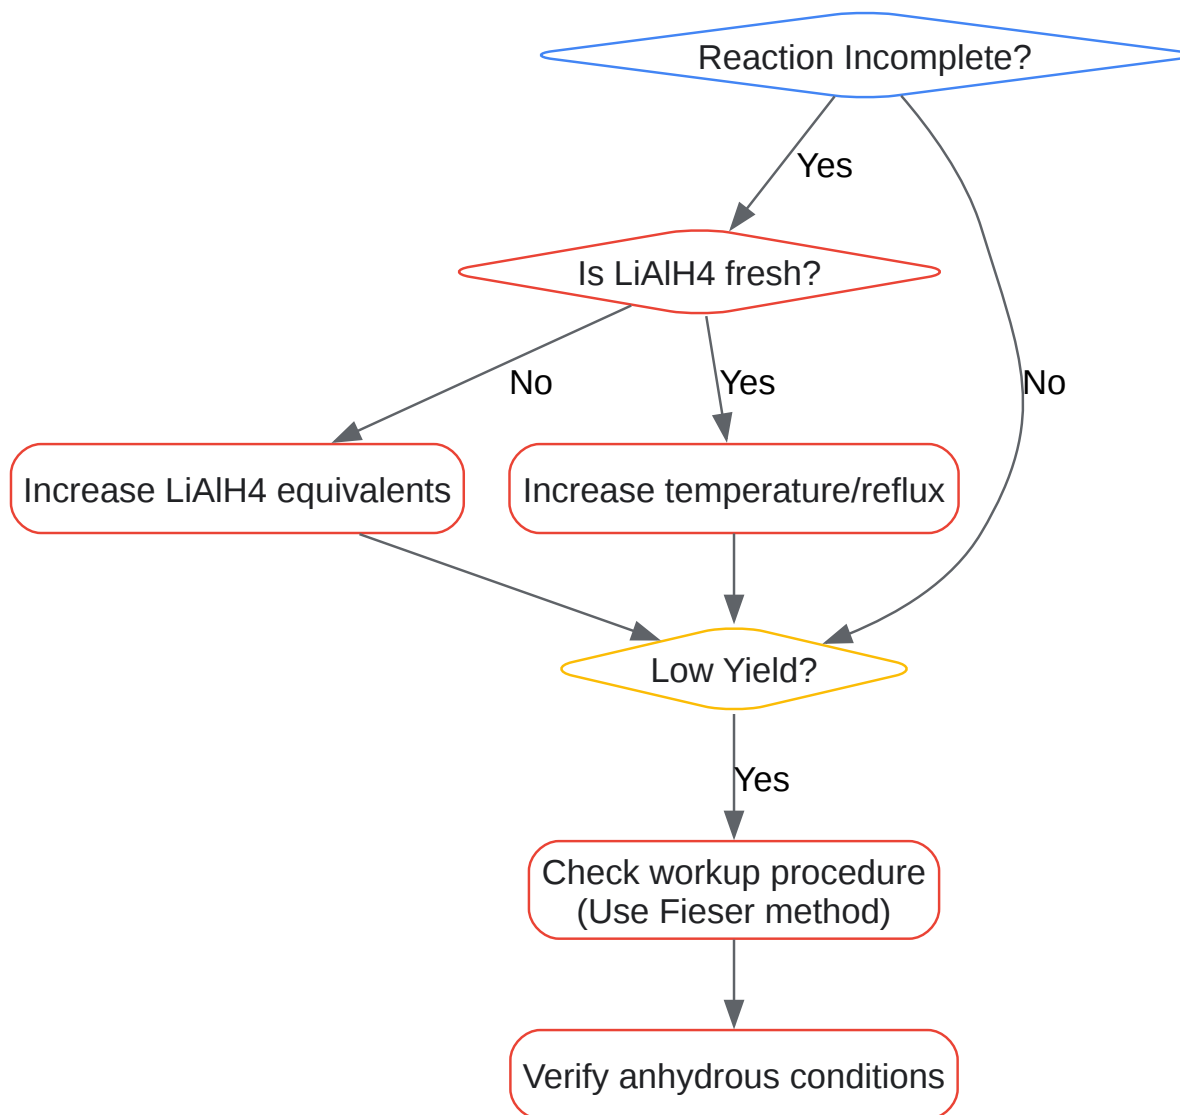 Reaction Incomplete?
Yes
Is LiAlH4 fresh?
No
Yes
No
Increase LiAlH4 equivalents
Increase temperature/reflux
Low Yield?
Yes
Check workup procedure
(Use Fieser method)
Verify anhydrous conditions